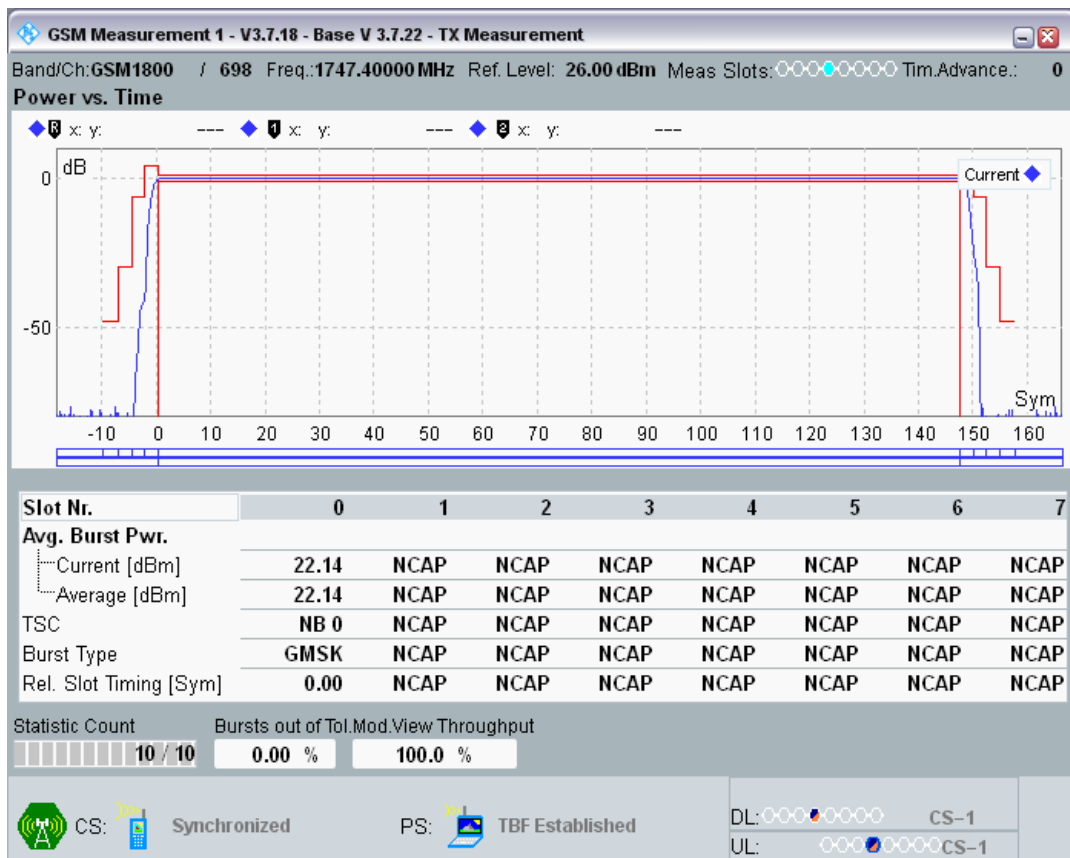 GSM Measurement 1 - V3.7.18 - Base V 3.7.22 - TX Measurement
Band/Ch:GSM1800 / 698 Freq.:1747.40000 MHz Ref. Level: 26.00 dBm Meas Slots: Tim.Advance.: 0
Power vs. Time
R x: y: --- 1 x: y: --- 2 x: y: ---
dB
Current
0
-50
Sym
-10 0 10 20 30 40 50 60 70 80 90 100 110 120 130 140 150 160
Slot Nr. 0 1 2 3 4 5 6 7
Avg. Burst Pwr.
Current [dBm] 22.14 NCAP NCAP NCAP NCAP NCAP NCAP NCAP
Average [dBm] 22.14 NCAP NCAP NCAP NCAP NCAP NCAP NCAP
TSC NB 0 NCAP NCAP NCAP NCAP NCAP NCAP NCAP
Burst Type GMSK NCAP NCAP NCAP NCAP NCAP NCAP NCAP
Rel. Slot Timing [Sym] 0.00 NCAP NCAP NCAP NCAP NCAP NCAP NCAP
Statistic Count Bursts out of Tol.Mod.View Throughput
10 / 10 0.00 % 100.0 %
CS: Synchronized PS: TBF Established
DL: CS-1
UL: CS-1